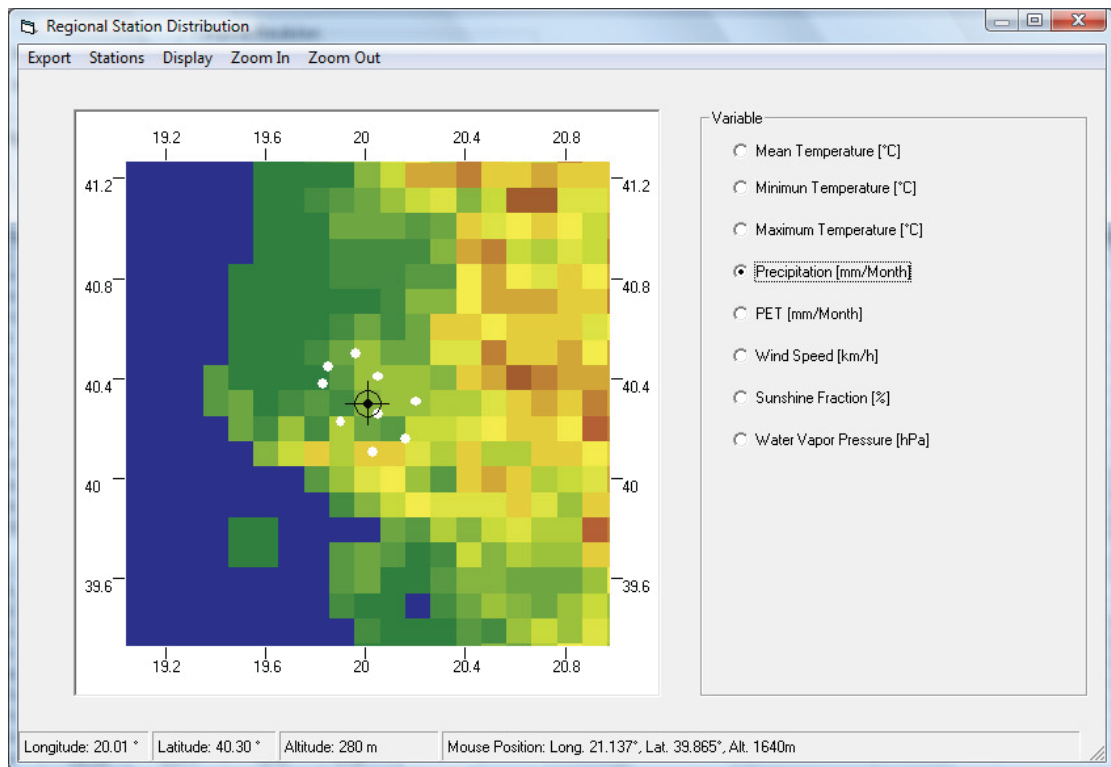 Regional Station Distribution
Export Stations Display Zoom In Zoom Out
19.2 19.6 20 20.4 20.8
41.2 41.2
40.8 40.8
40.4 40.4
40 40
39.6 39.6
19.2 19.6 20 20.4 20.8
Variable
Mean Temperature [°C]
Minimun Temperature [°C]
Maximum Temperature [°C]
Precipitation [mm/Month]
PET [mm/Month]
Wind Speed [km/h]
Sunshine Fraction [%]
Water Vapor Pressure [hPa]
Longitude: 20.01 ° Latitude: 40.30 ° Altitude: 280 m Mouse Position: Long. 21.137°, Lat. 39.865°, Alt. 1640m